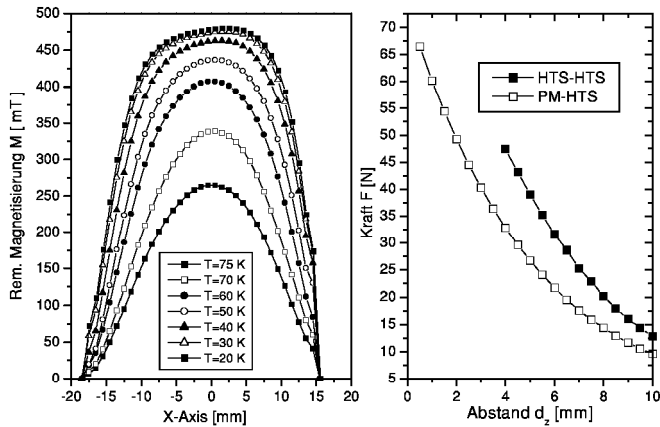 Rem. Magnetisierung M [ mT ]
500
450
400
350
300
250
200
150
100
50
0
T=75 K
T=70 K
T=60 K
T=50 K
T=40 K
T=30 K
T=20 K
-20 -15 -10 -5 0 5 10 15 20
X-Axis [mm]
Kraft F [N]
70
65
60
55
50
45
40
35
30
25
20
15
10
5
HTS-HTS
PM-HTS
0 2 4 6 8 10
Abstand dz [mm]